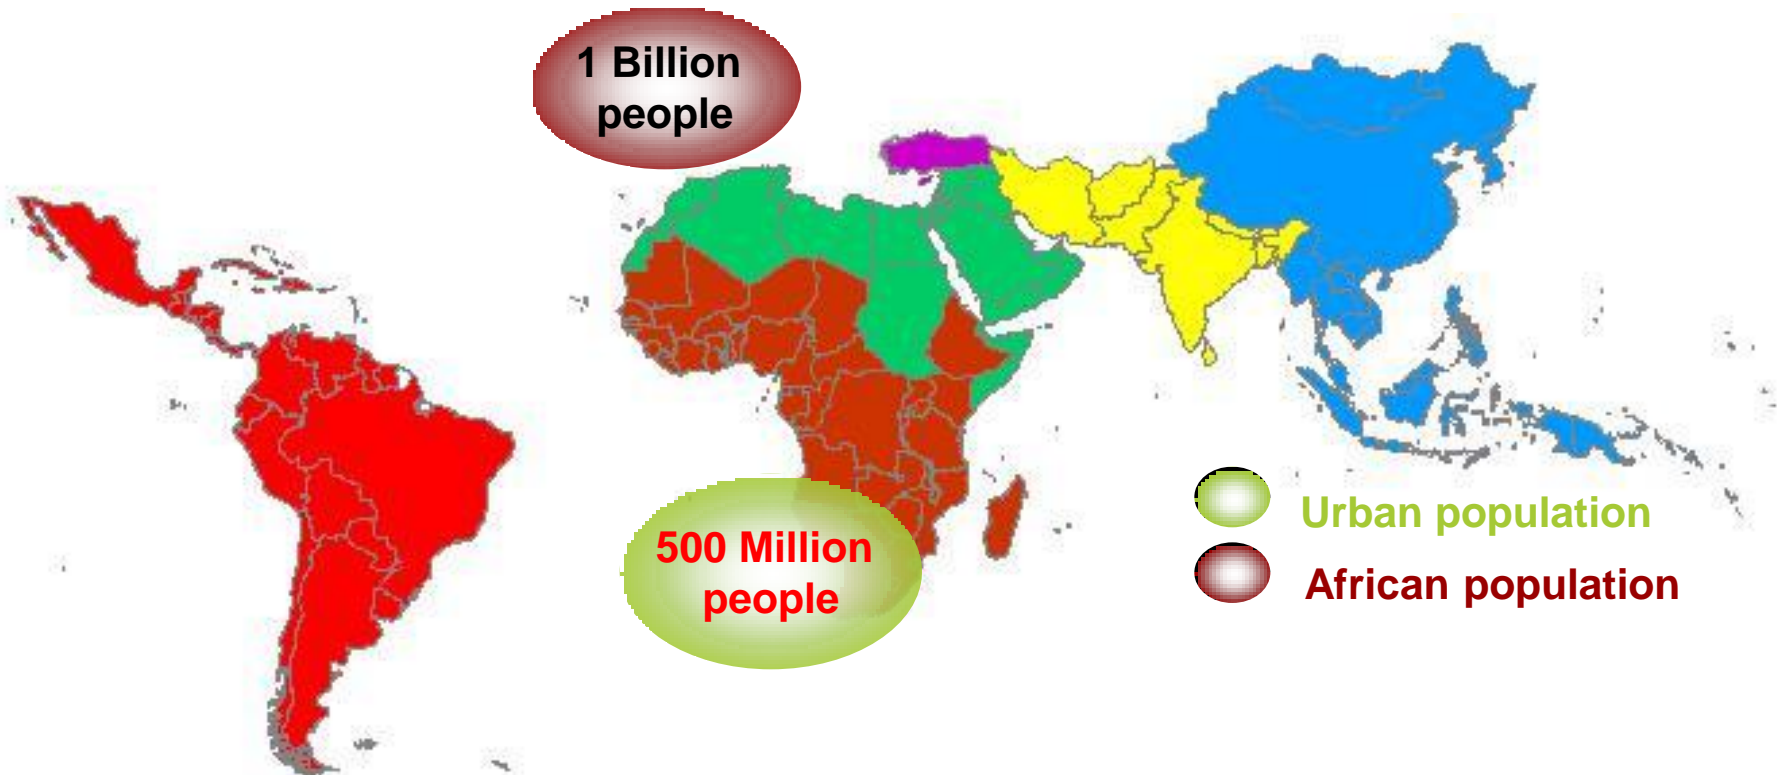 1 Billion
people
500 Million
people
Urban population
African population